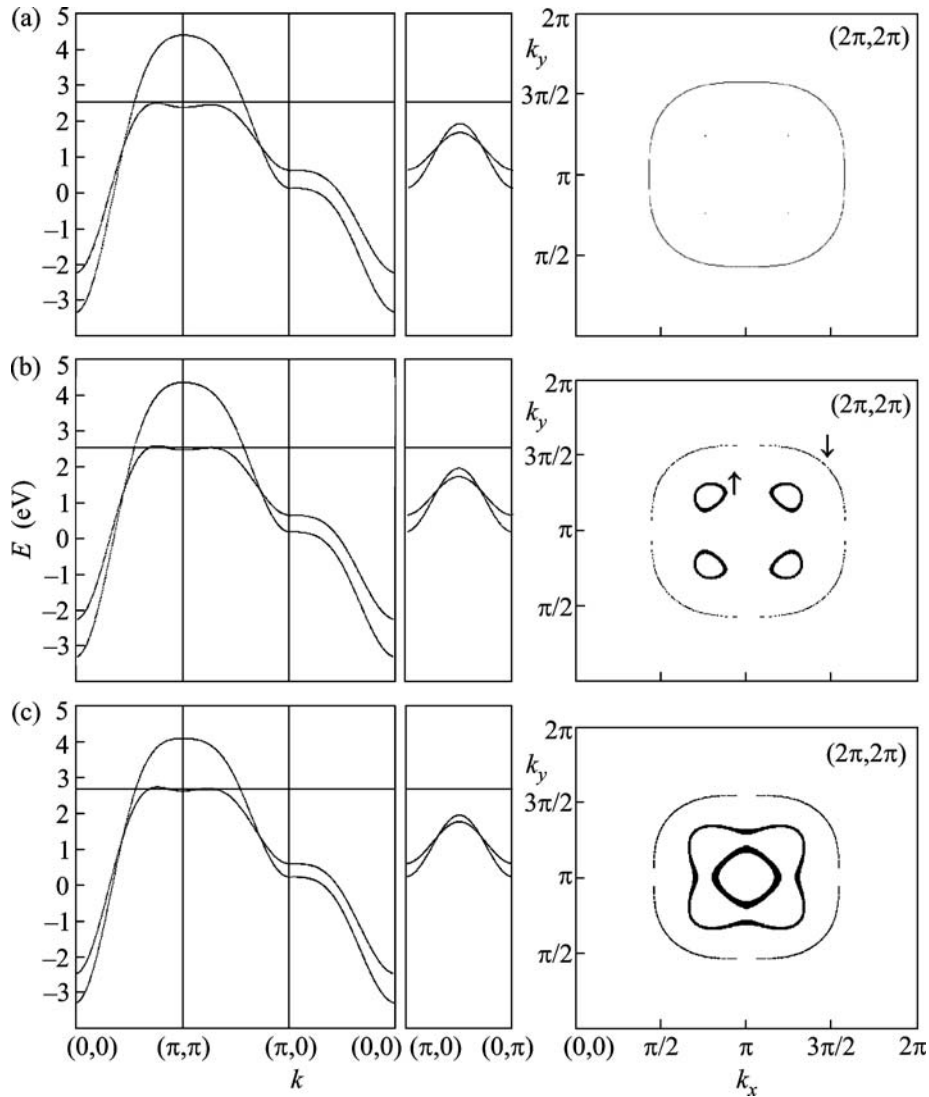 (a)
5
4
3
2
1
0
–1
–2
–3
2π
k_y
3π/2
π
π/2
(2π,2π)
(b)
5
4
3
2
1
0
–1
–2
–3
E (eV)
2π
k_y
3π/2
π
π/2
(2π,2π)
↓
↑
(c)
5
4
3
2
1
0
–1
–2
–3
2π
k_y
3π/2
π
π/2
(2π,2π)
(0,0) (π,π) (π,0) (0,0) (π,0) (0,π) (0,0) π/2 π 3π/2 2π
k k_x